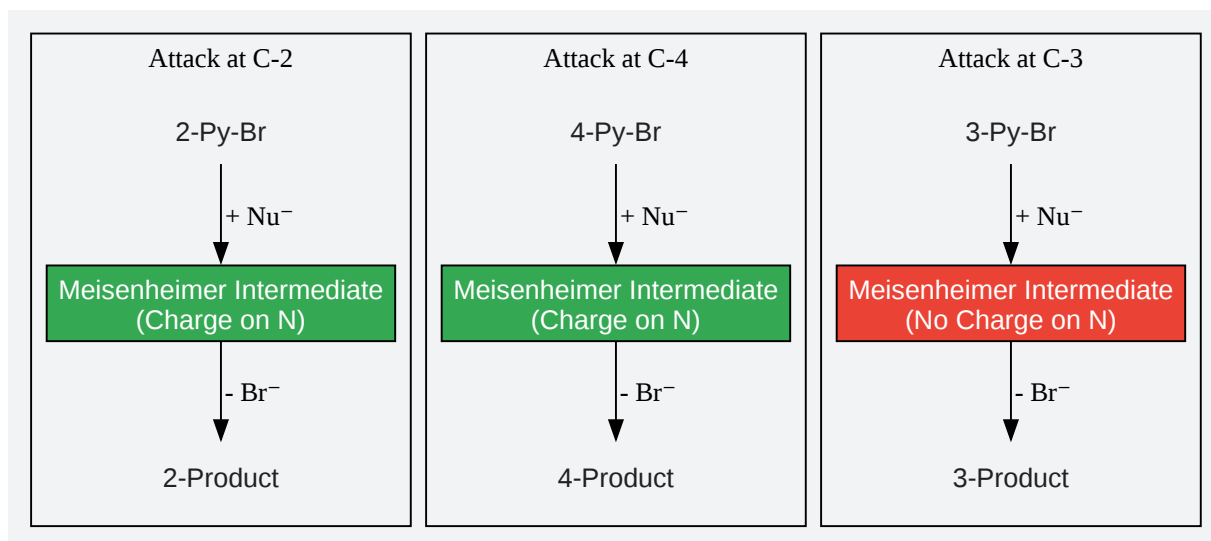 Attack at C-2
2-Py-Br
+ Nu⁻
Meisenheimer Intermediate
(Charge on N)
- Br⁻
2-Product
Attack at C-4
4-Py-Br
+ Nu⁻
Meisenheimer Intermediate
(Charge on N)
- Br⁻
4-Product
Attack at C-3
3-Py-Br
+ Nu⁻
Meisenheimer Intermediate
(No Charge on N)
- Br⁻
3-Product